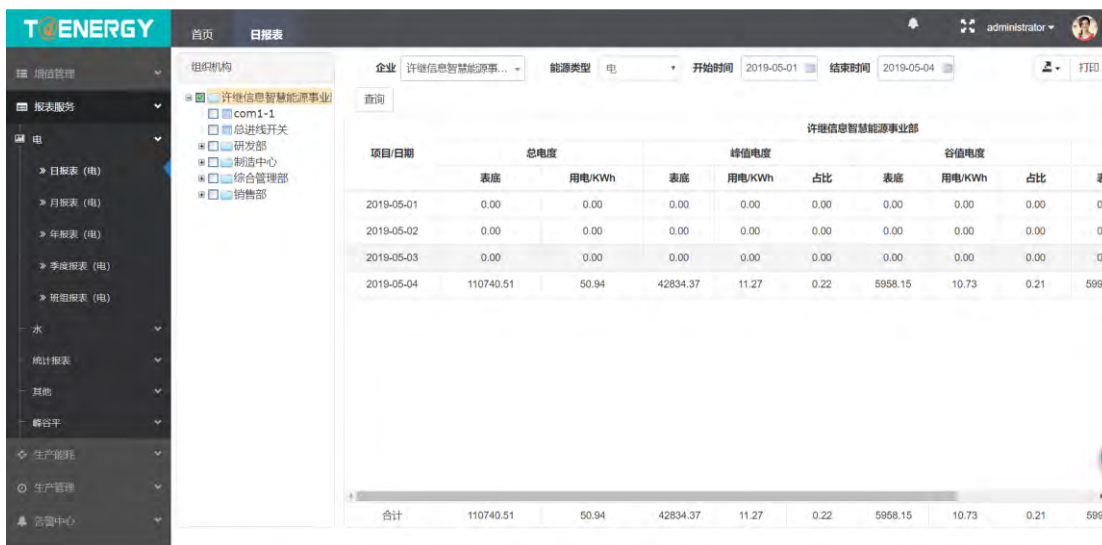 T@ENERGY
首页 日报表
administrator
增值管理
报表服务
电
» 日报表（电）
» 月报表（电）
» 年报表（电）
» 季度报表（电）
» 班组报表（电）
水
统计报表
其他
峰谷平
生产能耗
生产管理
告警中心
组织机构
许继信息智慧能源事业
com1-1
总进线开关
研发部
制造中心
综合管理部
销售部
企业 许继信息智慧能源事... 能源类型 电 开始时间 2019-05-01 结束时间 2019-05-04 打印
查询
许继信息智慧能源事业部
项目/日期 总电度 峰值电度 谷值电度
表底 用电/KWh 表底 用电/KWh 占比 表底 用电/KWh 占比
2019-05-01 0.00 0.00 0.00 0.00 0.00 0.00 0.00 0.00
2019-05-02 0.00 0.00 0.00 0.00 0.00 0.00 0.00 0.00
2019-05-03 0.00 0.00 0.00 0.00 0.00 0.00 0.00 0.00
2019-05-04 110740.51 50.94 42834.37 11.27 0.22 5958.15 10.73 0.21 599
合计 110740.51 50.94 42834.37 11.27 0.22 5958.15 10.73 0.21 599